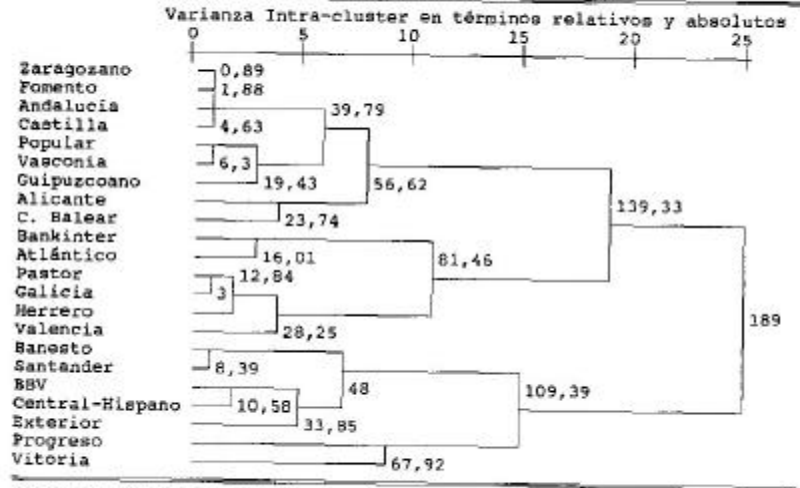 Varianza Intra-cluster en términos relativos y absolutos
0 5 10 15 20 25
Zaragozano 0,89
Fomento 1,88
Andalucía 39,79
Castilla 4,63
Popular
Vasconia 6,3
Guipuzcoano 19,43 56,62
Alicante 139,33
C. Balear 23,74
Bankinter
Atlántico 16,01 81,46
Pastor 12,84
Galicia 3
Herrero
Valencia 28,25 189
Banesto
Santander 8,39
BBV 48 109,39
Central-Hispano 10,58
Exterior 33,85
Progreso
Vitoria 67,92